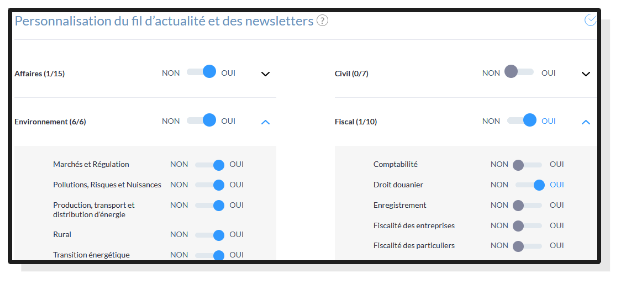 Personnalisation du fil d'actualité et des newsletters ?
Affaires (1/15) NON OUI
Civil (0/7) NON OUI
Environnement (6/6) NON OUI
Fiscal (1/10) NON OUI
Marchés et Régulation NON OUI
Comptabilité NON OUI
Pollutions, Risques et Nuisances NON OUI
Droit douanier NON OUI
Production, transport et
distribution d'énergie NON OUI
Enregistrement NON OUI
Fiscalité des entreprises NON OUI
Rural NON OUI
Fiscalité des particuliers NON OUI
Transition énergétique NON OUI